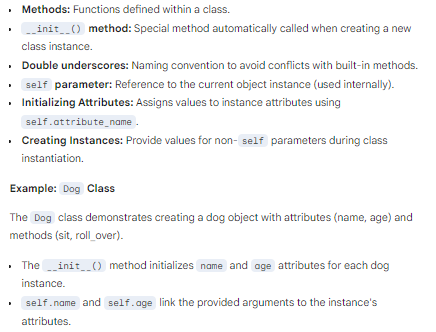 • Methods: Functions defined within a class.
• __init__() method: Special method automatically called when creating a new
class instance.
• Double underscores: Naming convention to avoid conflicts with built-in methods.
• self parameter: Reference to the current object instance (used internally).
• Initializing Attributes: Assigns values to instance attributes using
self.attribute_name .
• Creating Instances: Provide values for non- self parameters during class
instantiation.
Example: Dog Class
The Dog class demonstrates creating a dog object with attributes (name, age) and
methods (sit, roll_over).
• The __init__() method initializes name and age attributes for each dog
instance.
• self.name and self.age link the provided arguments to the instance's
attributes.